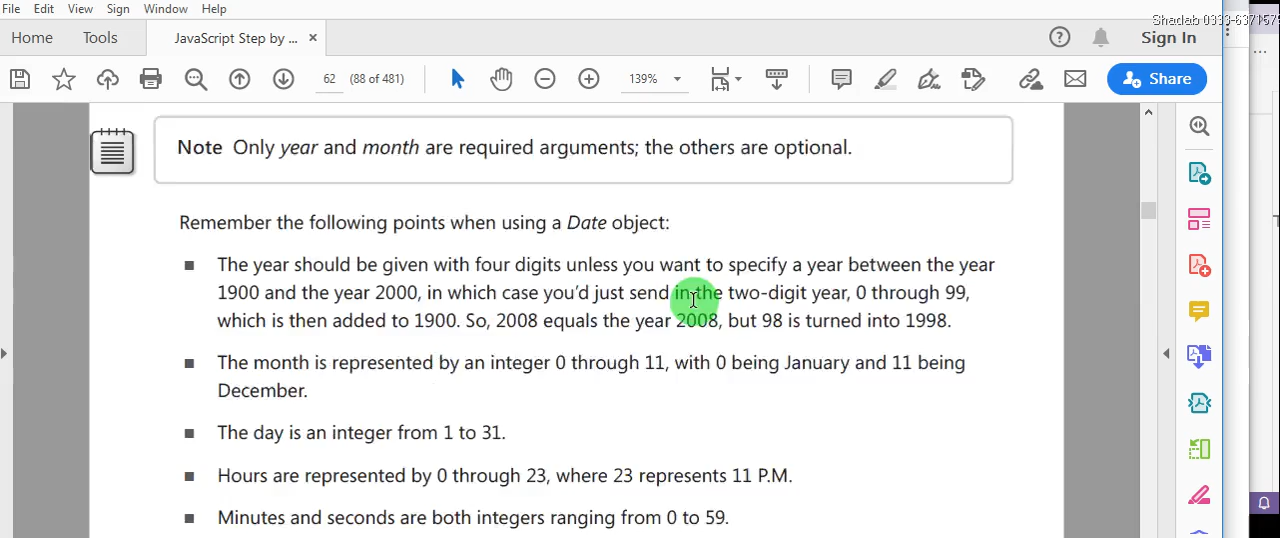 File Edit View Sign Window Help
Home Tools JavaScript Step by ... × Sign In
62 (88 of 481) 139% Share
Note Only year and month are required arguments; the others are optional.
Remember the following points when using a Date object:
■ The year should be given with four digits unless you want to specify a year between the year
1900 and the year 2000, in which case you'd just send in the two-digit year, 0 through 99,
which is then added to 1900. So, 2008 equals the year 2008, but 98 is turned into 1998.
■ The month is represented by an integer 0 through 11, with 0 being January and 11 being
December.
■ The day is an integer from 1 to 31.
■ Hours are represented by 0 through 23, where 23 represents 11 P.M.
■ Minutes and seconds are both integers ranging from 0 to 59.